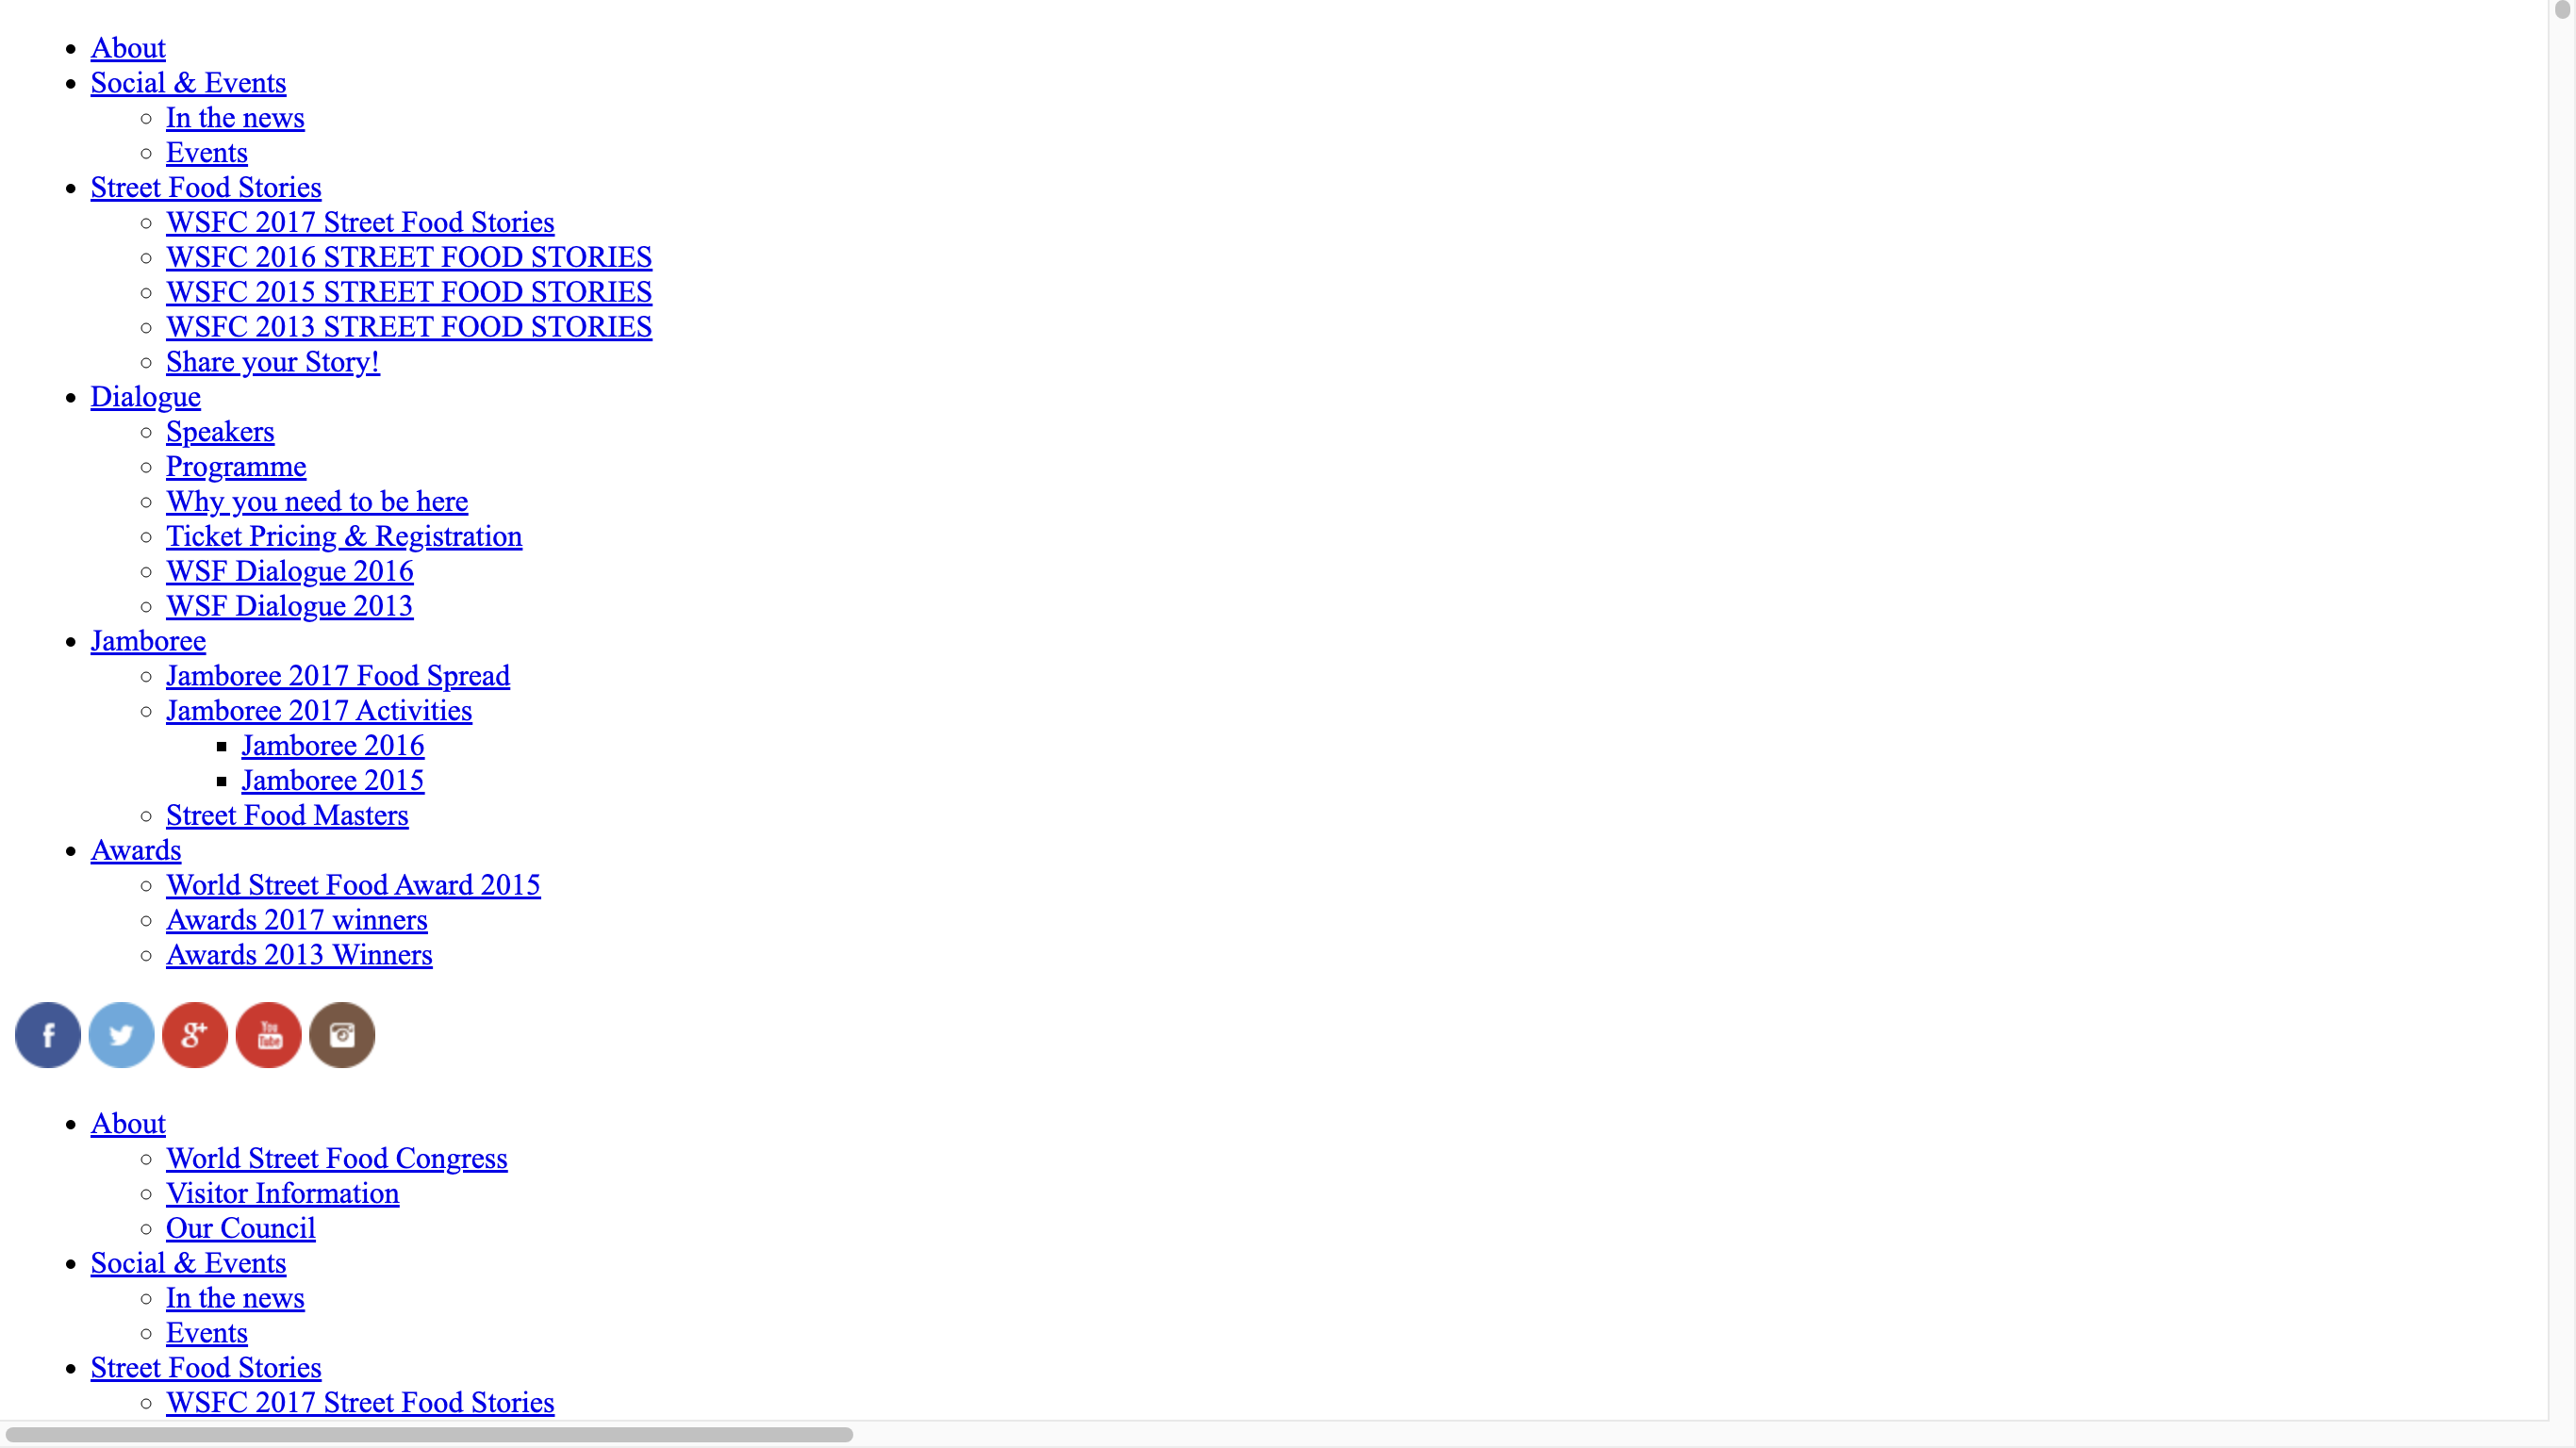 About
Social & Events
In the news
Events
Street Food Stories
WSFC 2017 Street Food Stories
WSFC 2016 STREET FOOD STORIES
WSFC 2015 STREET FOOD STORIES
WSFC 2013 STREET FOOD STORIES
Share your Story!
Dialogue
Speakers
Programme
Why you need to be here
Ticket Pricing & Registration
WSF Dialogue 2016
WSF Dialogue 2013
Jamboree
Jamboree 2017 Food Spread
Jamboree 2017 Activities
Jamboree 2016
Jamboree 2015
Street Food Masters
Awards
World Street Food Award 2015
Awards 2017 winners
Awards 2013 Winners
f g+ You Tube
About
World Street Food Congress
Visitor Information
Our Council
Social & Events
In the news
Events
Street Food Stories
WSFC 2017 Street Food Stories